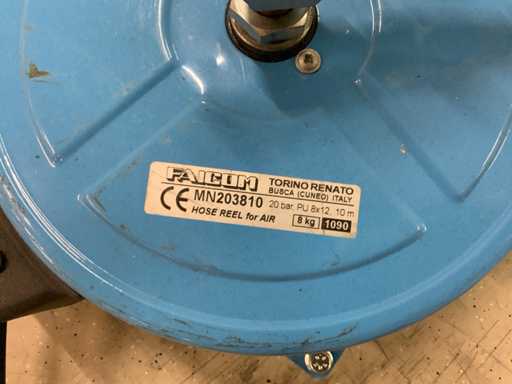 FAICOM TORINO RENATO
BUSCA (CUNEO) ITALY
CE MN203810 20 bar, PU 8x12, 10 m
HOSE REEL for AIR 8 kg 1090